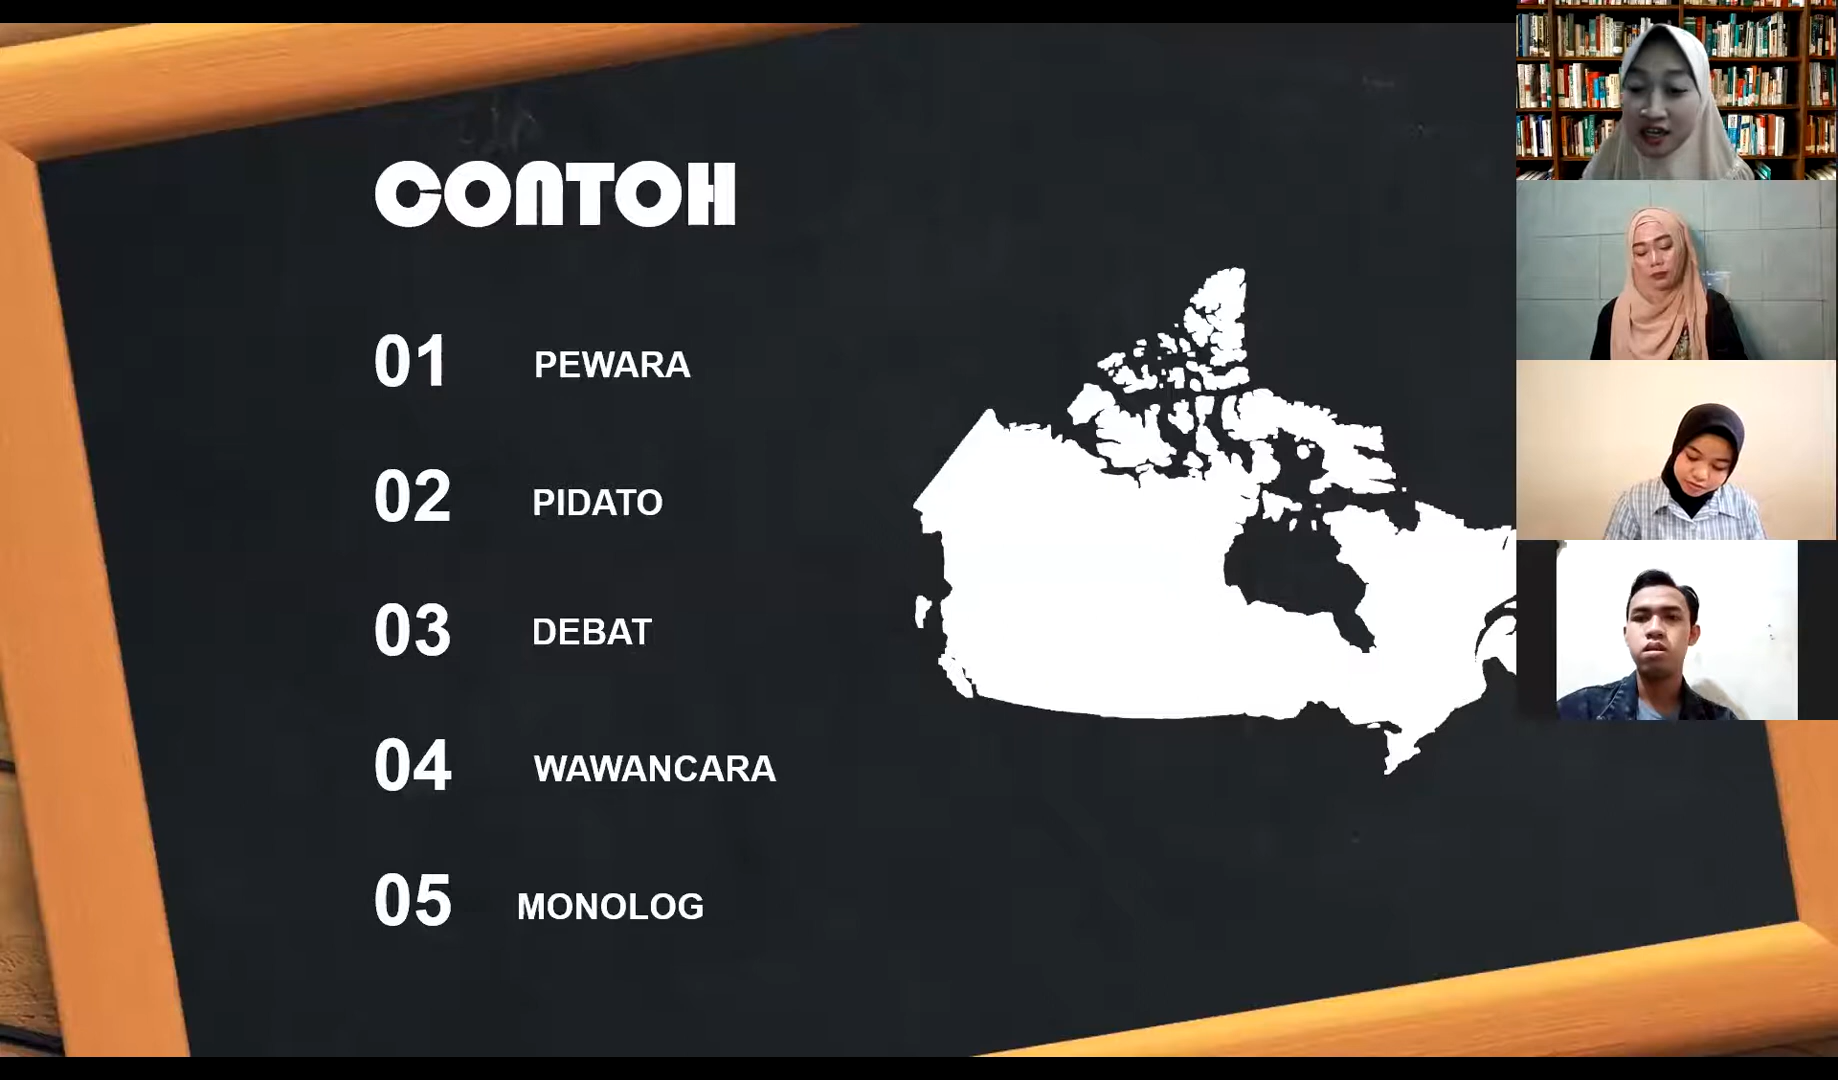 CONTOH
01 PEWARA
02 PIDATO
03 DEBAT
04 WAWANCARA
05 MONOLOG